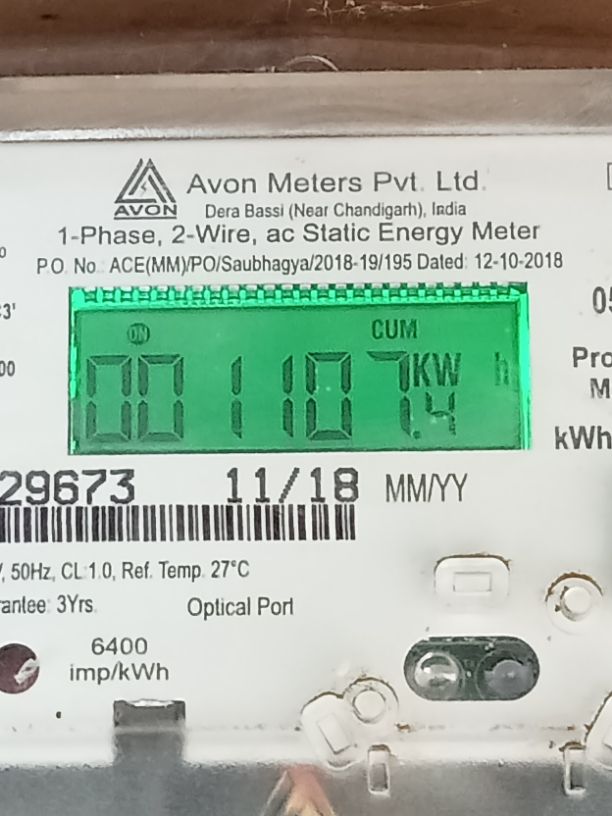 Avon Meters Pvt. Ltd.
AVON
Dera Bassi (Near Chandigarh), India
1-Phase, 2-Wire, ac Static Energy Meter
P.O. No. ACE(MM)/PO/Saubhagya/2018-19/195 Dated: 12-10-2018
ON CUM
001107.4 KW h
29673 11/18 MM/YY
kWh
, 50Hz, CL 1.0, Ref. Temp. 27°C
3Yrs. Optical Port
6400
imp/kWh